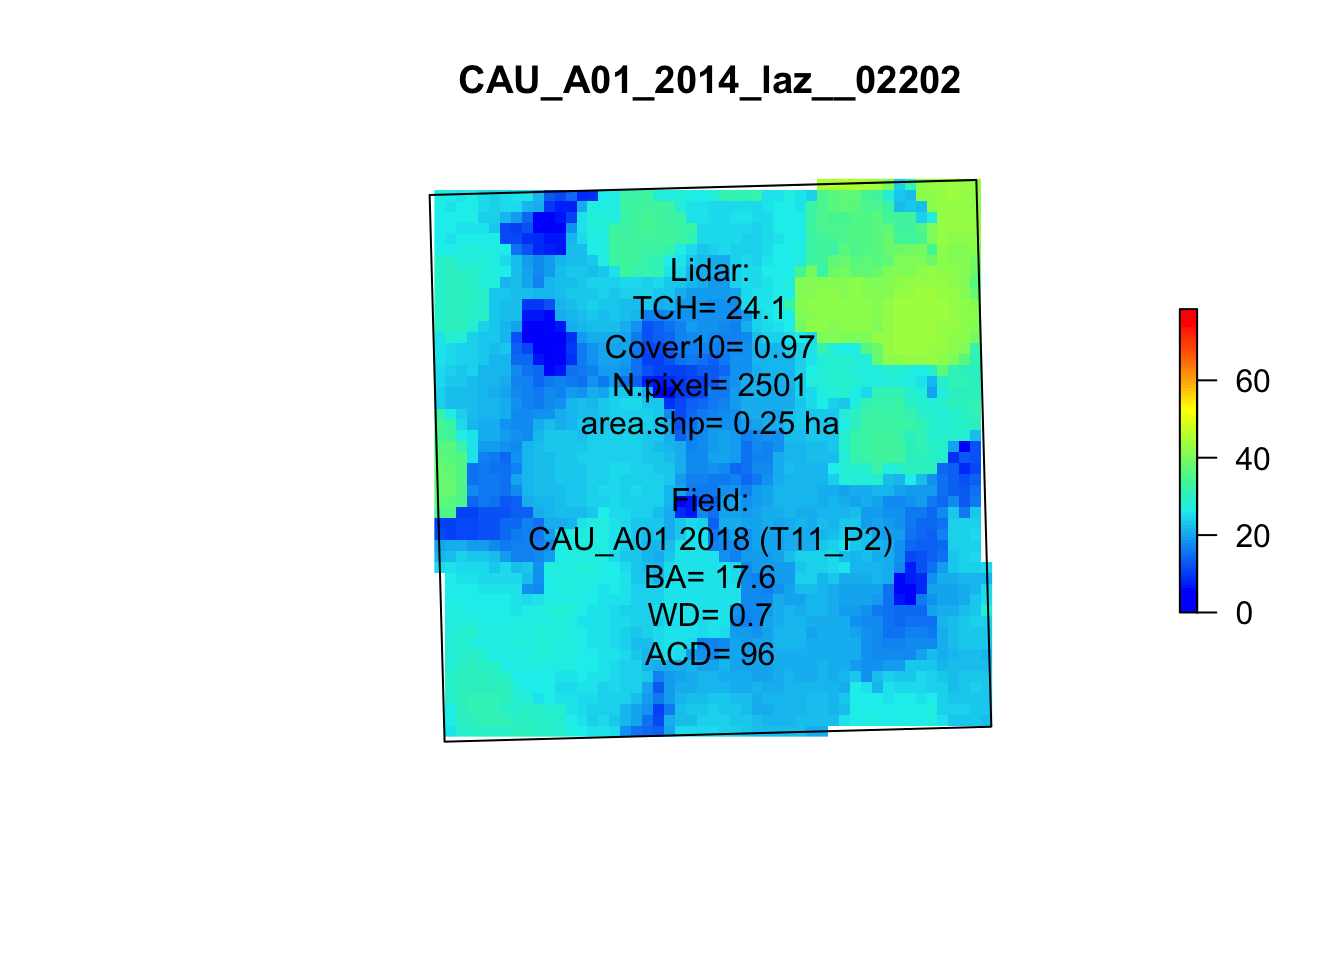 CAU_A01_2014_laz__02202
Lidar:
TCH= 24.1
Cover10= 0.97
N.pixel= 2501
area.shp= 0.25 ha
Field:
CAU_A01 2018 (T11_P2)
BA= 17.6
WD= 0.7
ACD= 96
60
40
20
0